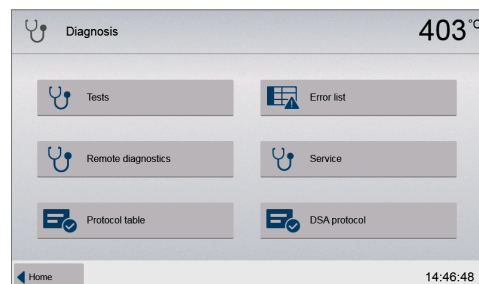 Diagnosis
403 °C
Tests
Error list
Remote diagnostics
Service
Protocol table
DSA protocol
Home
14:46:48